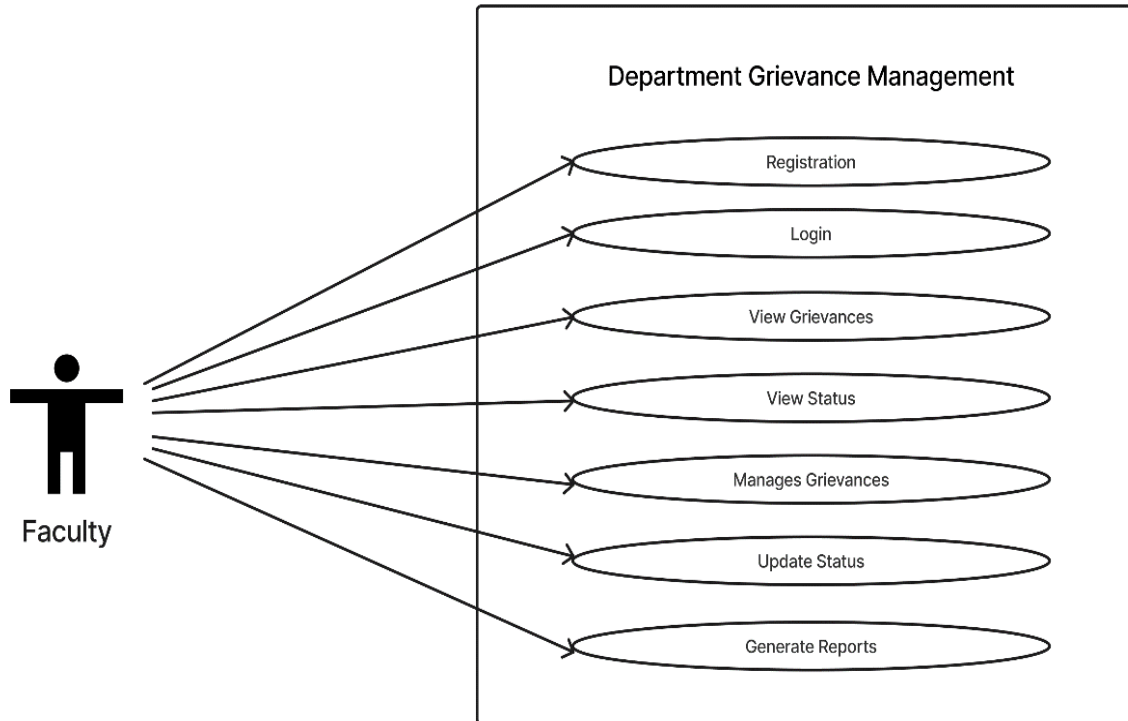 Department Grievance Management
Registration
Login
View Grievances
View Status
Manages Grievances
Update Status
Generate Reports
Faculty